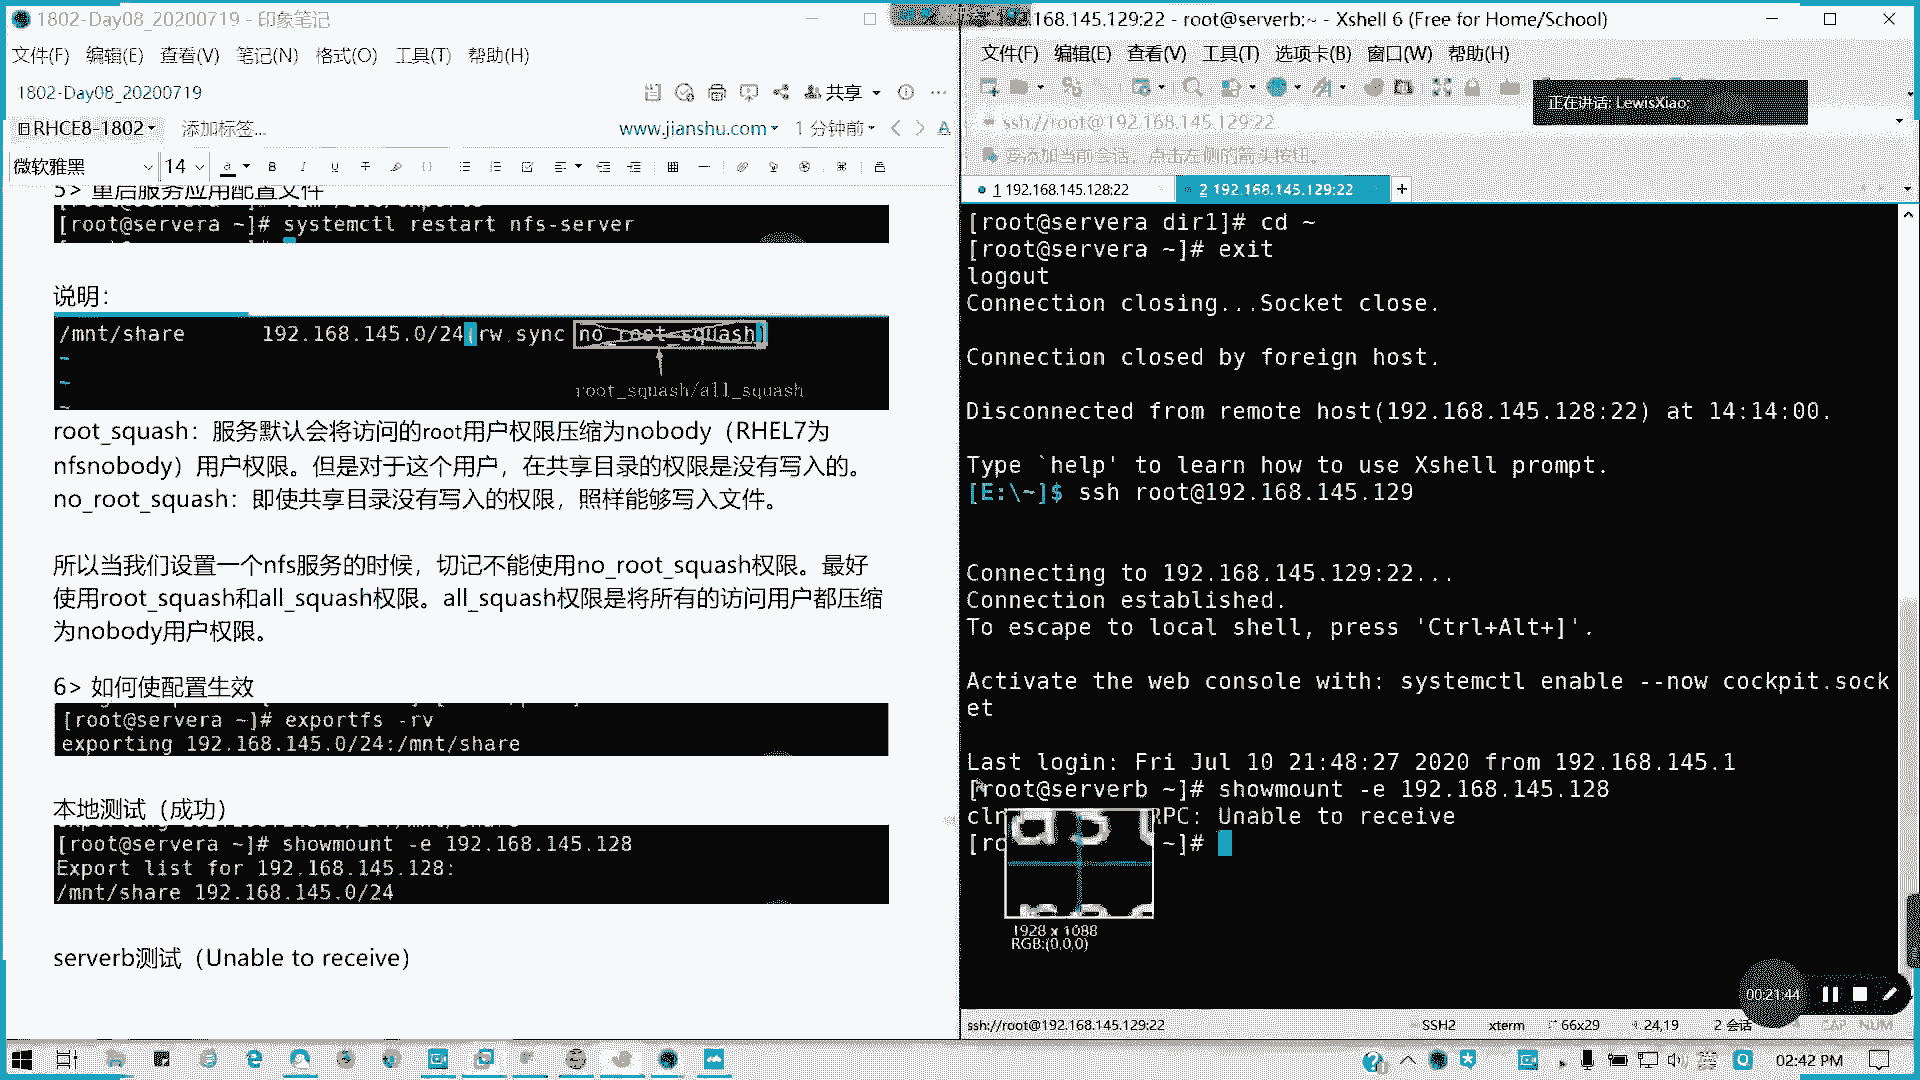 1802-Day08_20200719 - 印象笔记
文件(F) 编辑(E) 查看(V) 笔记(N) 格式(O) 工具(T) 帮助(H)
1802-Day08_20200719
共享
RHCE8-1802 添加标签...
www.jianshu.com 1 分钟前
微软雅黑 14
5> 重启服务应用配置文件
[root@servera ~]# systemctl restart nfs-server
说明:
/mnt/share 192.168.145.0/24(rw,sync no_root_squash)
root_squash/all_squash
root_squash：服务默认会将访问的root用户权限压缩为nobody（RHEL7为
nfsnobody）用户权限。但是对于这个用户，在共享目录的权限是没有写入的。
no_root_squash：即使共享目录没有写入的权限，照样能够写入文件。
所以当我们设置一个nfs服务的时候，切记不能使用no_root_squash权限。最好
使用root_squash和all_squash权限。all_squash权限是将所有的访问用户都压缩
为nobody用户权限。
6> 如何使配置生效
[root@servera ~]# exportfs -rv
exporting 192.168.145.0/24:/mnt/share
本地测试（成功）
[root@servera ~]# showmount -e 192.168.145.128
Export list for 192.168.145.128:
/mnt/share 192.168.145.0/24
serverb测试（Unable to receive）
.168.145.129:22 - root@serverb:~ - Xshell 6 (Free for Home/School)
文件(F) 编辑(E) 查看(V) 工具(T) 选项卡(B) 窗口(W) 帮助(H)
正在讲话: LewisXiao;
ssh://root@192.168.145.129:22
要添加当前会话，点击左侧的箭头按钮。
1 192.168.145.128:22
2 192.168.145.129:22
[root@servera dir1]# cd ~
[root@servera ~]# exit
logout
Connection closing...Socket close.
Connection closed by foreign host.
Disconnected from remote host(192.168.145.128:22) at 14:14:00.
Type `help' to learn how to use Xshell prompt.
[E:\~]$ ssh root@192.168.145.129
Connecting to 192.168.145.129:22...
Connection established.
To escape to local shell, press 'Ctrl+Alt+]'.
Activate the web console with: systemctl enable --now cockpit.sock
et
Last login: Fri Jul 10 21:48:27 2020 from 192.168.145.1
[root@serverb ~]# showmount -e 192.168.145.128
RPC: Unable to receive
~]#
1928 x 1088
RGB:(0,0,0)
00:21:44
ssh://root@192.168.145.129:22 SSH2 xterm 66x29 24,19 2 会话 CAP NUM
02:42 PM